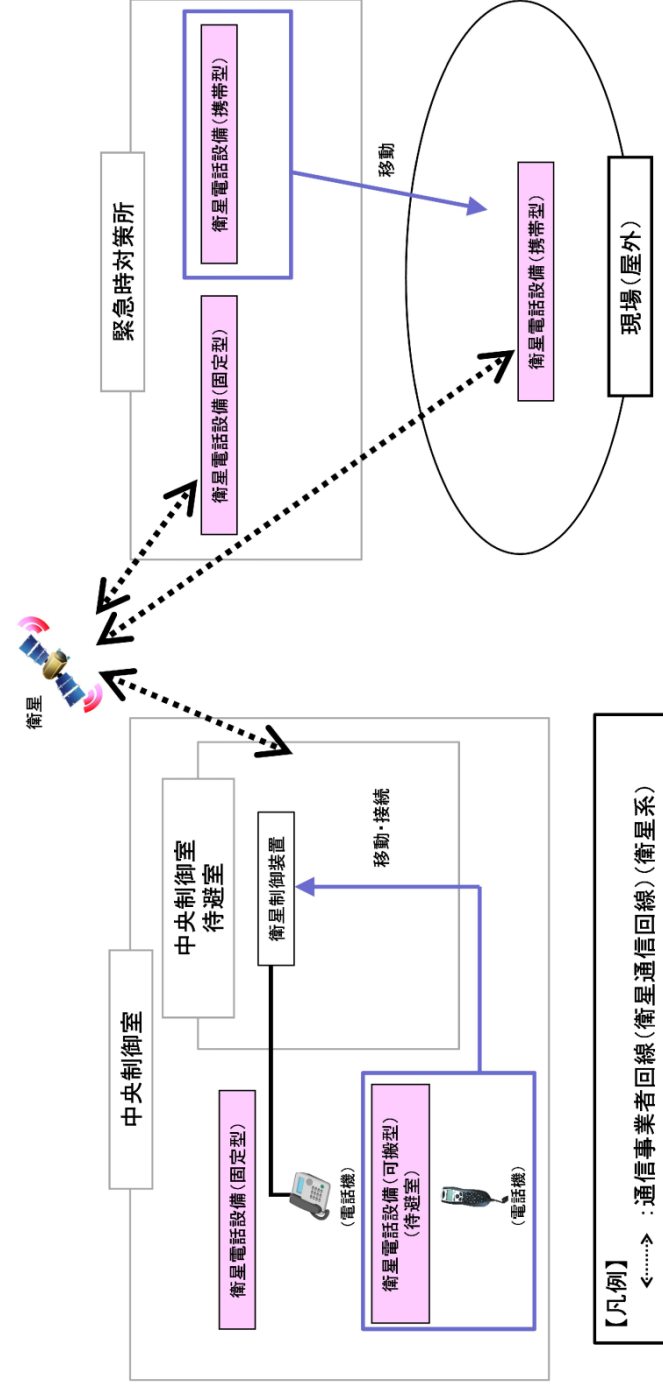 衛星
中央制御室
中央制御室
待避室
衛星電話設備(固定型)
(電話機)
衛星制御装置
衛星電話設備(可搬型)
(待避室)
(電話機)
移動・接続
緊急時対策所
衛星電話設備(固定型)
衛星電話設備(携帯型)
移動
衛星電話設備(携帯型)
現場(屋外)
【凡例】
:通信事業者回線(衛星通信回線)(衛星系)